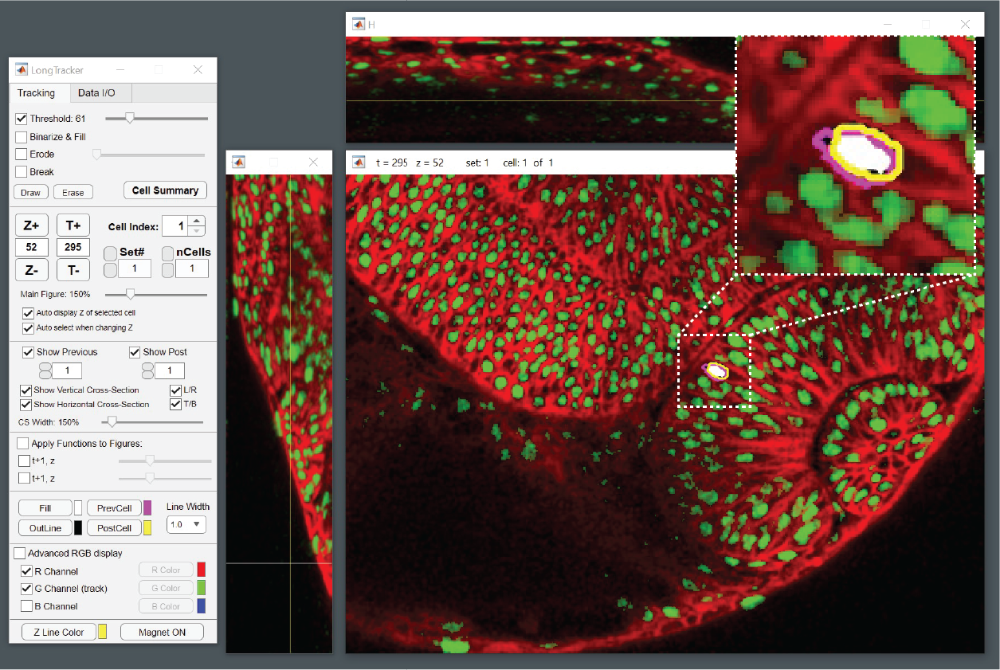 LongTracker
Tracking Data I/O
Threshold: 61
Binarize & Fill
Erode
Break
Draw Erase Cell Summary
Z+ T+ Cell Index: 1
52 295 Set# nCells
1 1
Z- T-
Main Figure: 150%
Auto display Z of selected cell
Auto select when changing Z
Show Previous Show Post
1 1
Show Vertical Cross-Section L/R
Show Horizontal Cross-Section T/B
CS Width: 150%
Apply Functions to Figures:
t+1, z
t+1, z
Fill PrevCell Line Width
OutLine PostCell 1.0
Advanced RGB display
R Channel R Color
G Channel (track) G Color
B Channel B Color
Z Line Color Magnet ON
H
t = 295 z = 52 set: 1 cell: 1 of 1